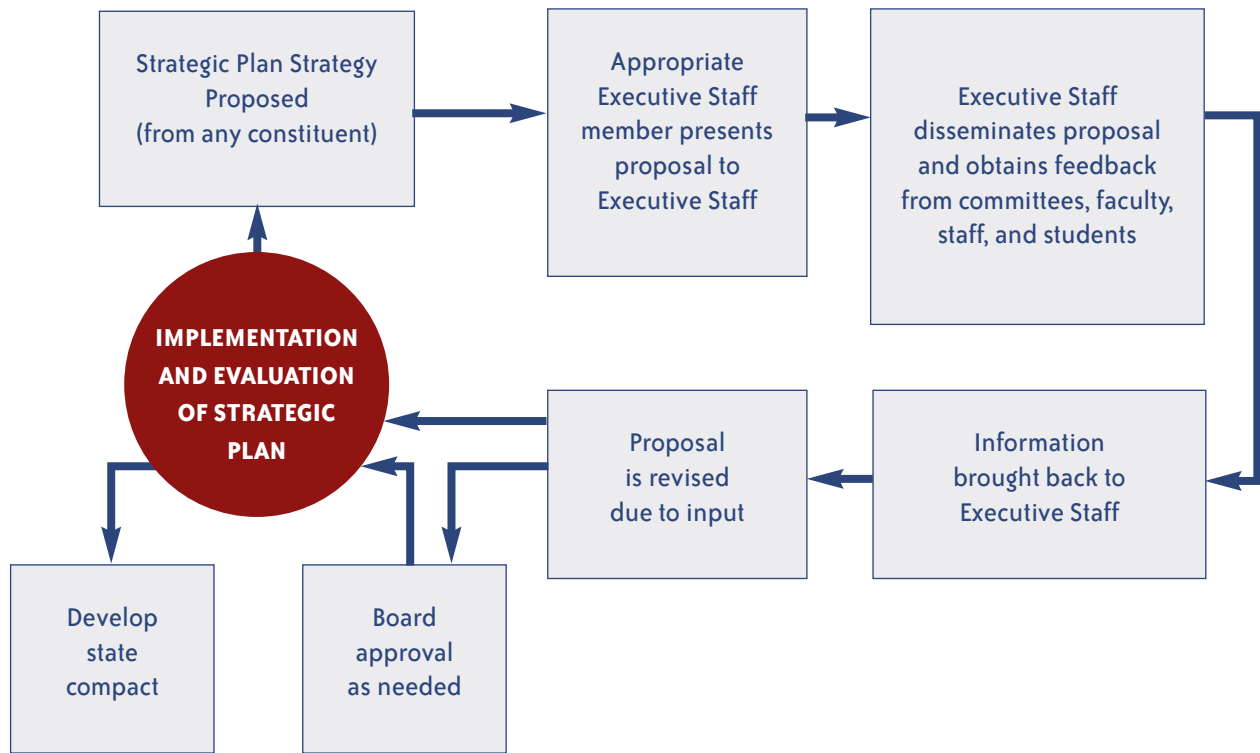 Strategic Plan Strategy
Proposed
(from any constituent)
Appropriate
Executive Staff
member presents
proposal to
Executive Staff
Executive Staff
disseminates proposal
and obtains feedback
from committees, faculty,
staff, and students
Information
brought back to
Executive Staff
Proposal
is revised
due to input
IMPLEMENTATION
AND EVALUATION
OF STRATEGIC
PLAN
Develop
state
compact
Board
approval
as needed